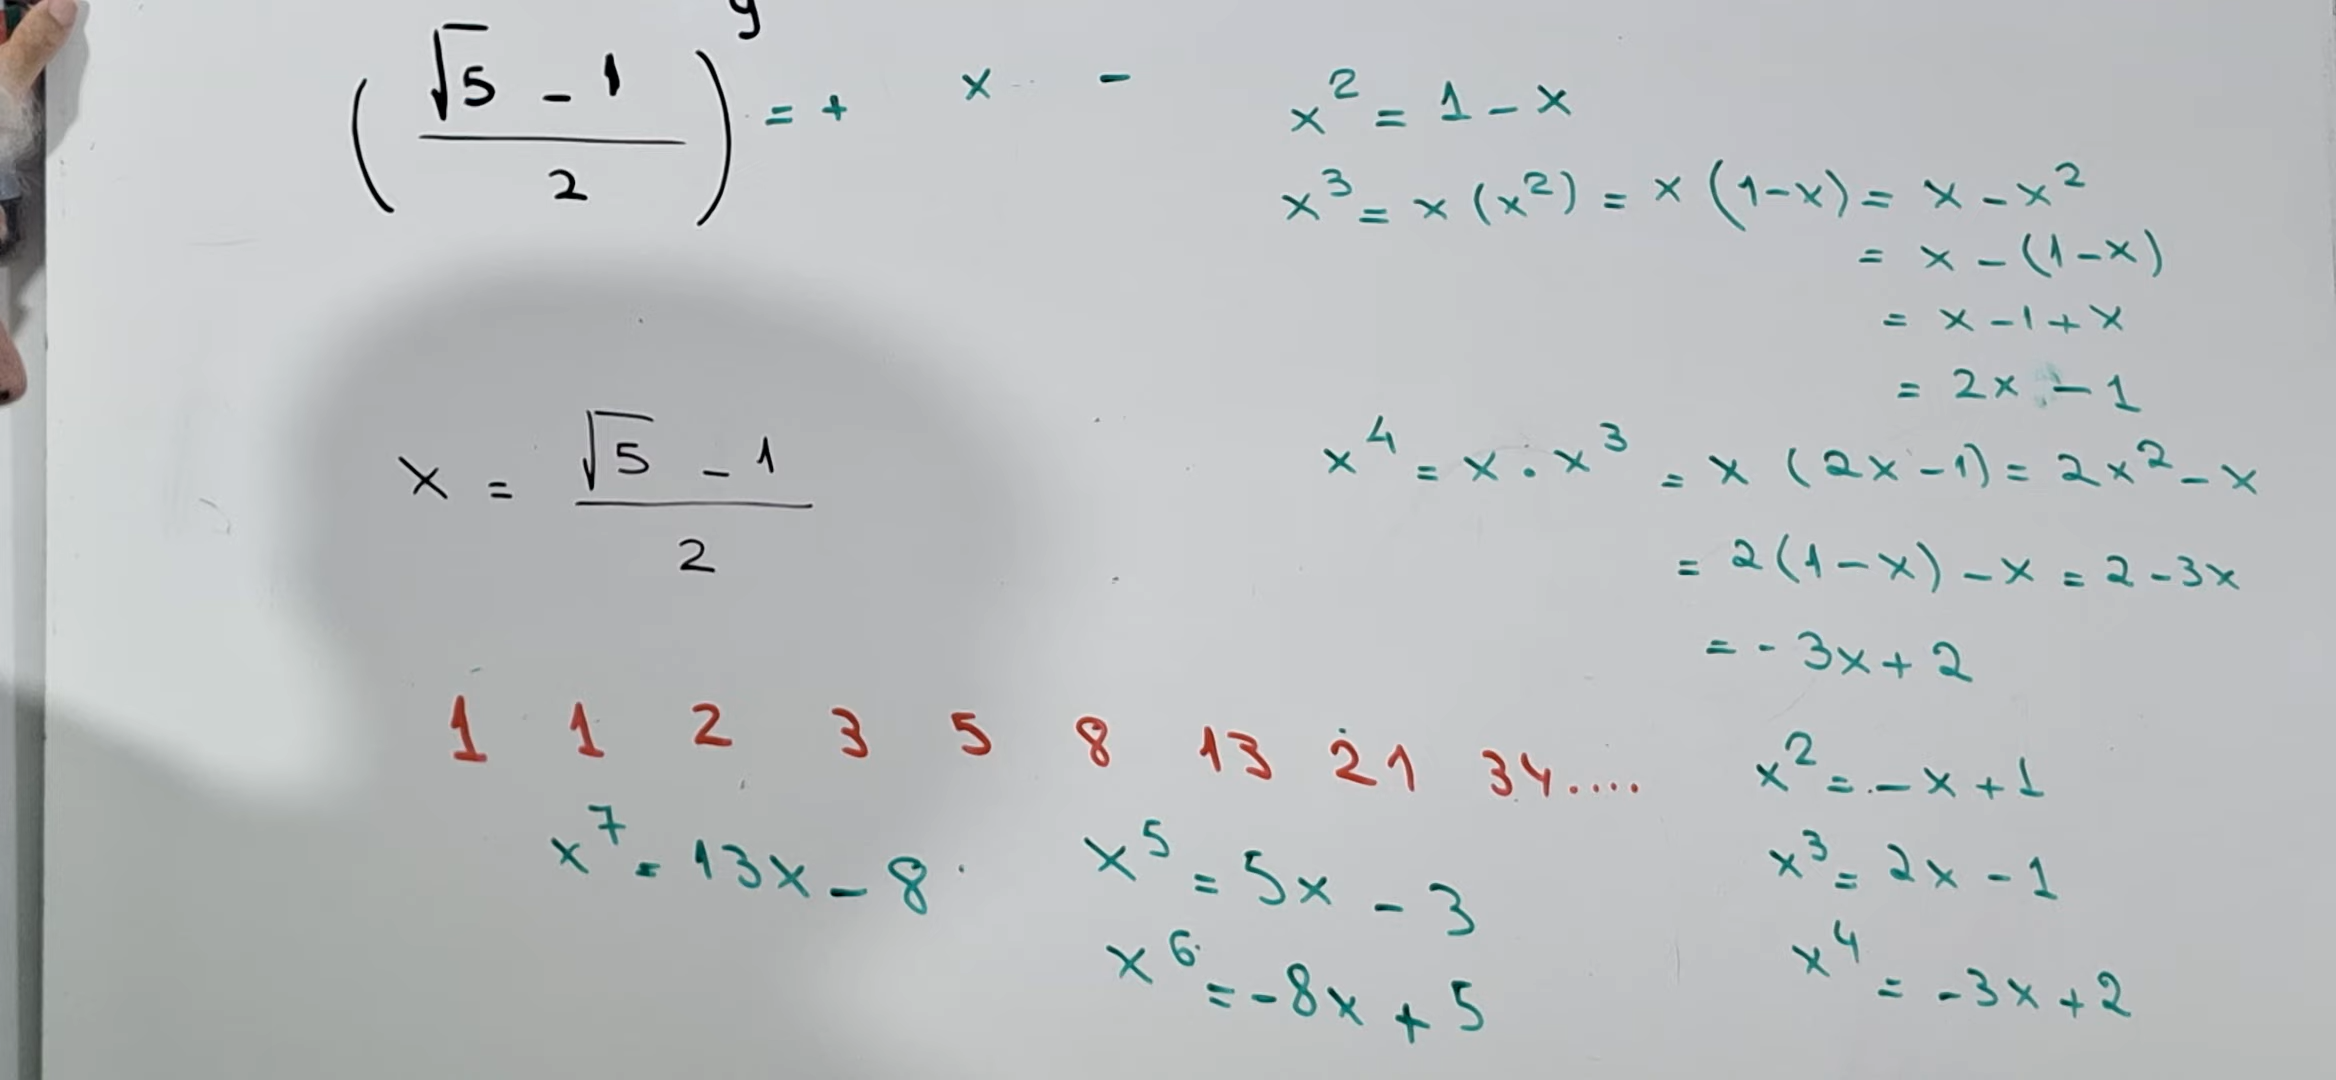 (√5 - 1 / 2)^9 = + x -
x² = 1 - x
x³ = x (x²) = x (1-x) = x - x²
= x - (1-x)
= x - 1 + x
= 2x - 1
x⁴ = x . x³ = x (2x - 1) = 2x² - x
= 2(1-x) - x = 2 - 3x
= - 3x + 2
x = √5 - 1 / 2
1 1 2 3 5 8 13 21 34....
x² = - x + 1
x³ = 2x - 1
x⁴ = -3x + 2
x⁵ = 5x - 3
x⁶ = -8x + 5
x⁷ = 13x - 8